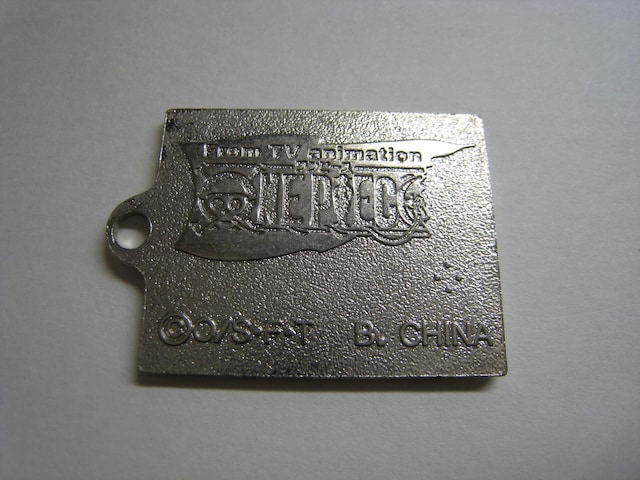 From TV animation
ONE PIECE
©O/S・F・T B. CHINA